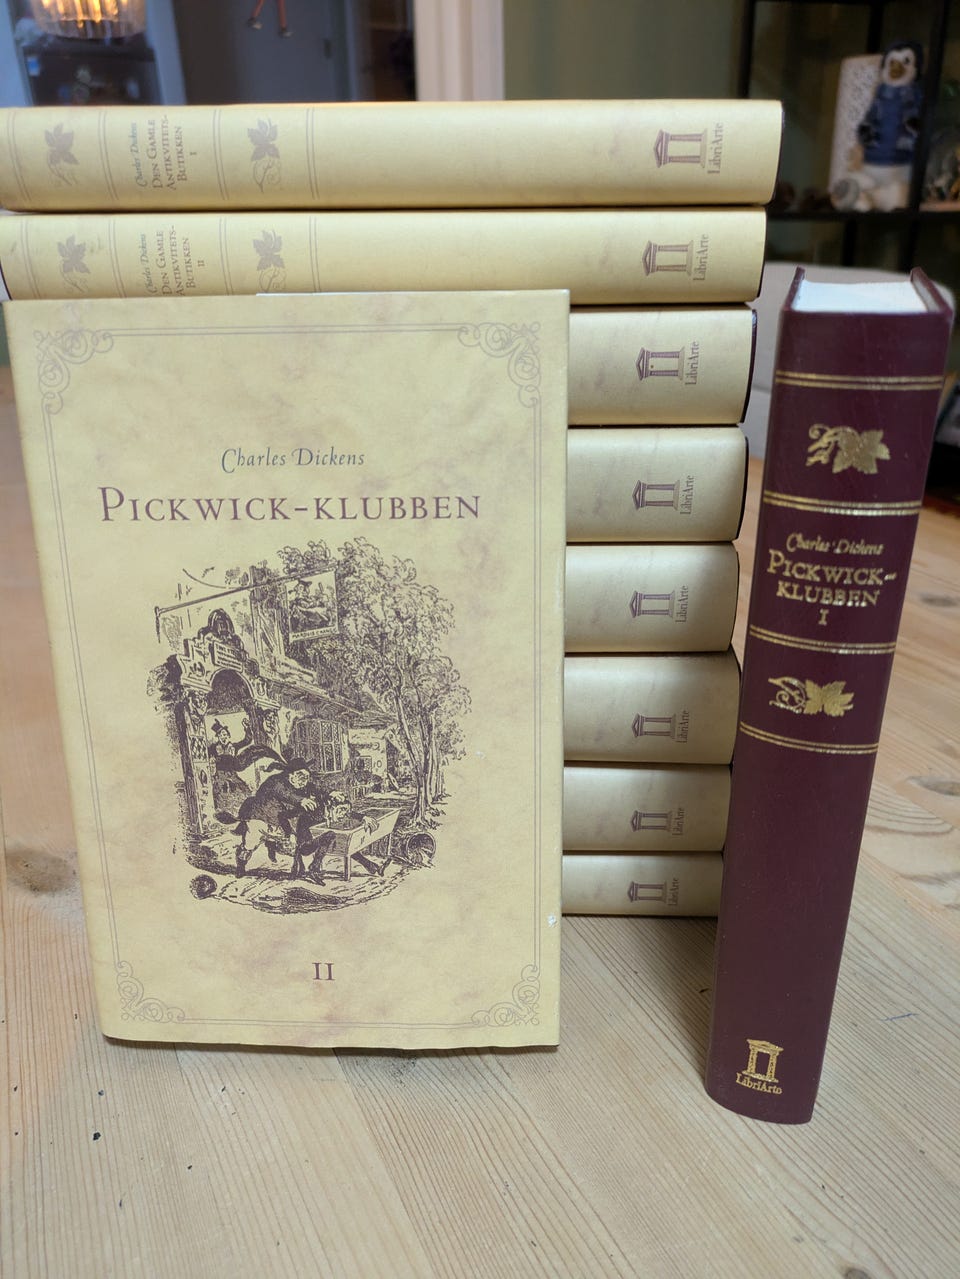 Charles Dickens
DEN GAMLE
ANTIKVITETS-
BUTIKKEN
I
LibriArte
Charles Dickens
DEN GAMLE
ANTIKVITETS-
BUTIKKEN
II
LibriArte
LibriArte
LibriArte
LibriArte
LibriArte
LibriArte
LibriArte
Charles Dickens
PICKWICK-KLUBBEN
II
Charles Dickens
PICKWICK-
KLUBBEN
I
LibriArte